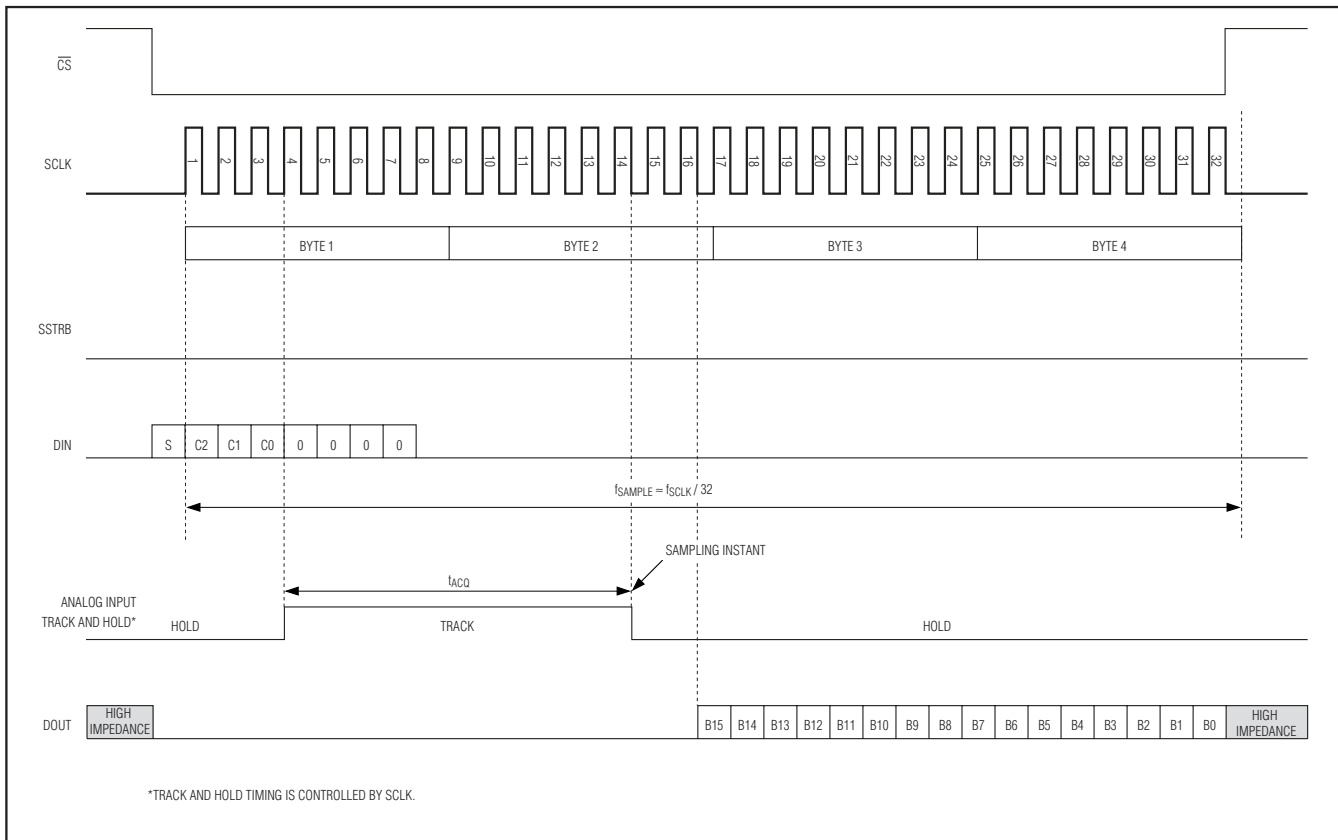 CS
SCLK
1 2 3 4 5 6 7 8 9 10 11 12 13 14 15 16 17 18 19 20 21 22 23 24 25 26 27 28 29 30 31 32
BYTE 1 BYTE 2 BYTE 3 BYTE 4
SSTRB
DIN
S C2 C1 C0 0 0 0 0
fSAMPLE = fSCLK / 32
SAMPLING INSTANT
tACQ
ANALOG INPUT
TRACK AND HOLD*
HOLD TRACK HOLD
DOUT
HIGH
IMPEDANCE
B15 B14 B13 B12 B11 B10 B9 B8 B7 B6 B5 B4 B3 B2 B1 B0
HIGH
IMPEDANCE
*TRACK AND HOLD TIMING IS CONTROLLED BY SCLK.